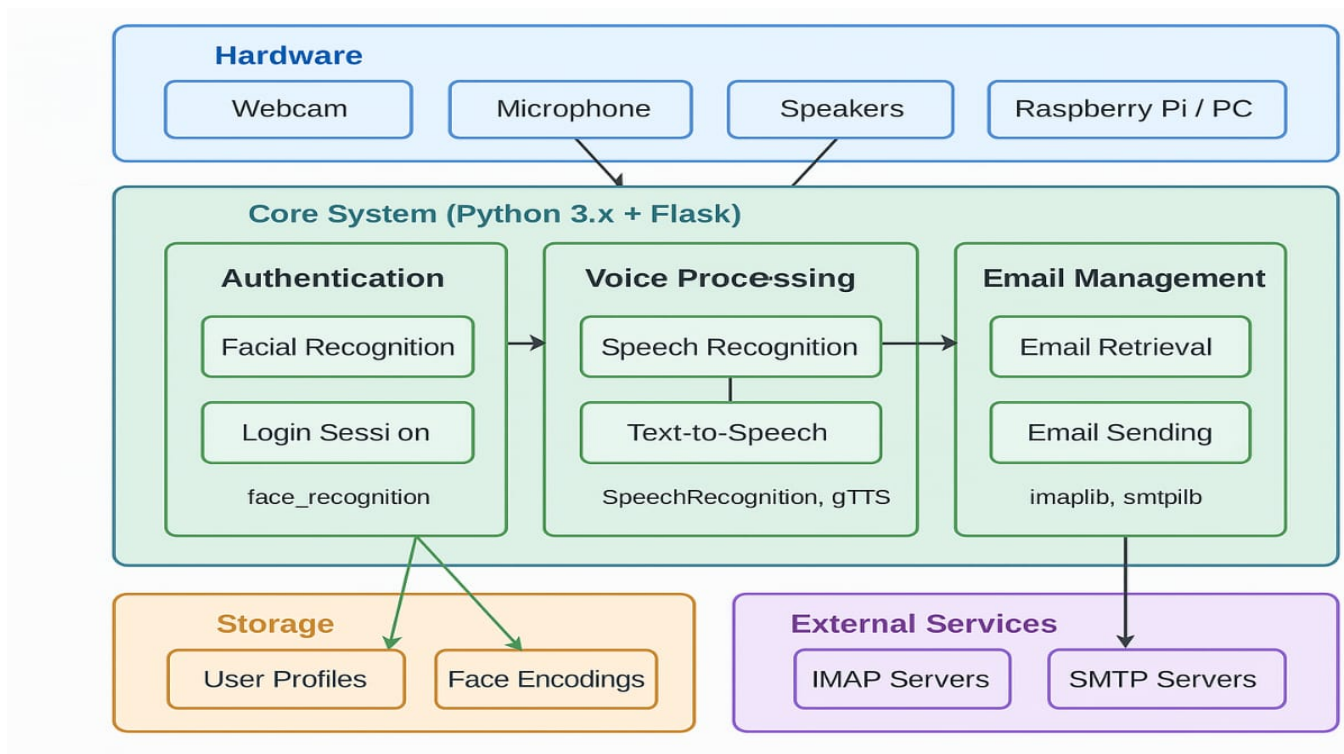 Hardware
Webcam
Microphone
Speakers
Raspberry Pi / PC
Core System (Python 3.x + Flask)
Authentication
Voice Processing
Email Management
Facial Recognition
Speech Recognition
Email Retrieval
Login Sessi on
Text-to-Speech
Email Sending
face_recognition
SpeechRecognition, gTTS
imaplib, smtpilb
Storage
External Services
User Profiles
Face Encodings
IMAP Servers
SMTP Servers